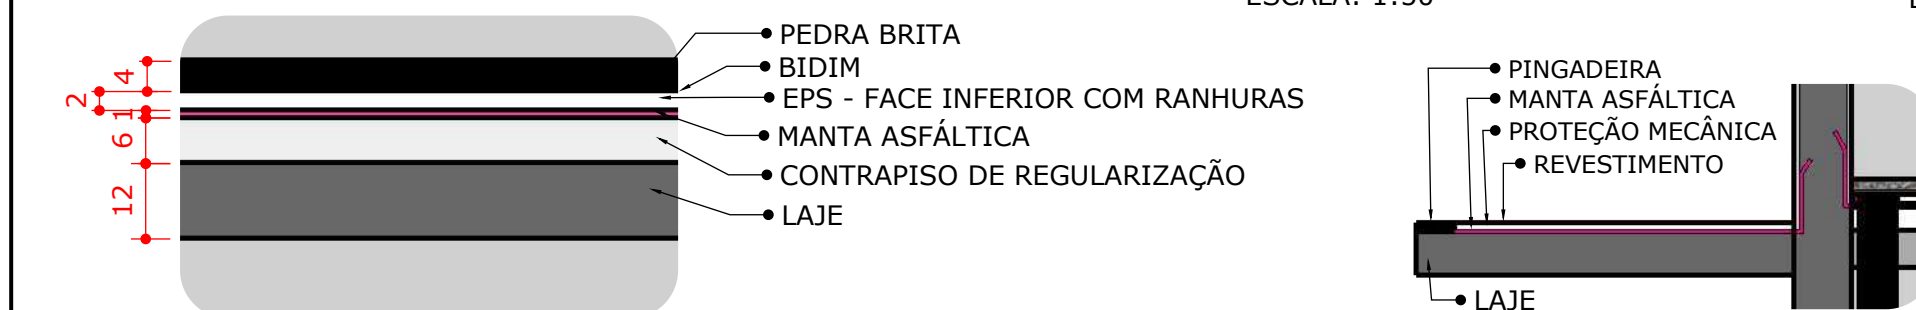 PEDRA BRITA
BIDIM
EPS - FACE INFERIOR COM RANHURAS
MANTA ASFÁLTICA
CONTRAPISO DE REGULARIZAÇÃO
LAJE
4
2
1
6
12
PINGADEIRA
MANTA ASFÁLTICA
PROTEÇÃO MECÂNICA
REVESTIMENTO
LAJE